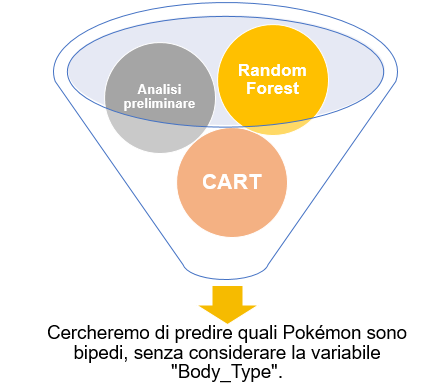 Analisi
preliminare
Random
Forest
CART
Cercheremo di predire quali Pokémon sono
bipedi, senza considerare la variabile
"Body_Type".